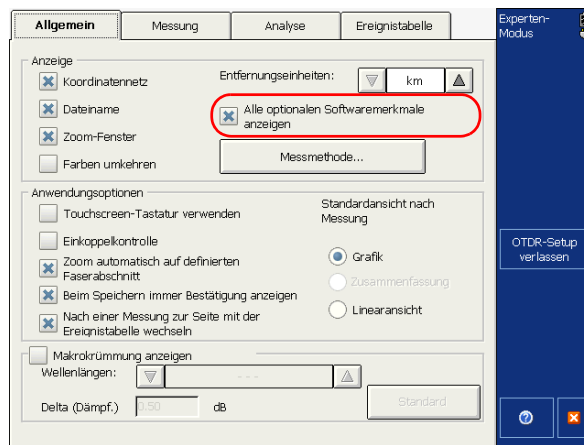 Allgemein
Messung
Analyse
Ereignistabelle
Experten-
Modus
Anzeige
Koordinatennetz
Entfernungseinheiten:
km
Dateiname
Alle optionalen Softwaremerkmale
anzeigen
Zoom-Fenster
Farben umkehren
Messmethode...
Anwendungsoptionen
Touchscreen-Tastatur verwenden
Standardansicht nach
Messung
Einkoppelkontrolle
Zoom automatisch auf definierten
Faserabschnitt
Grafik
Zusammenfassung
Beim Speichern immer Bestätigung anzeigen
Linearansicht
Nach einer Messung zur Seite mit der
Ereignistabelle wechseln
OTDR-Setup
verlassen
Makrokrümmung anzeigen
Wellenlängen:
---
Delta (Dämpf.)
0.50
dB
Standard